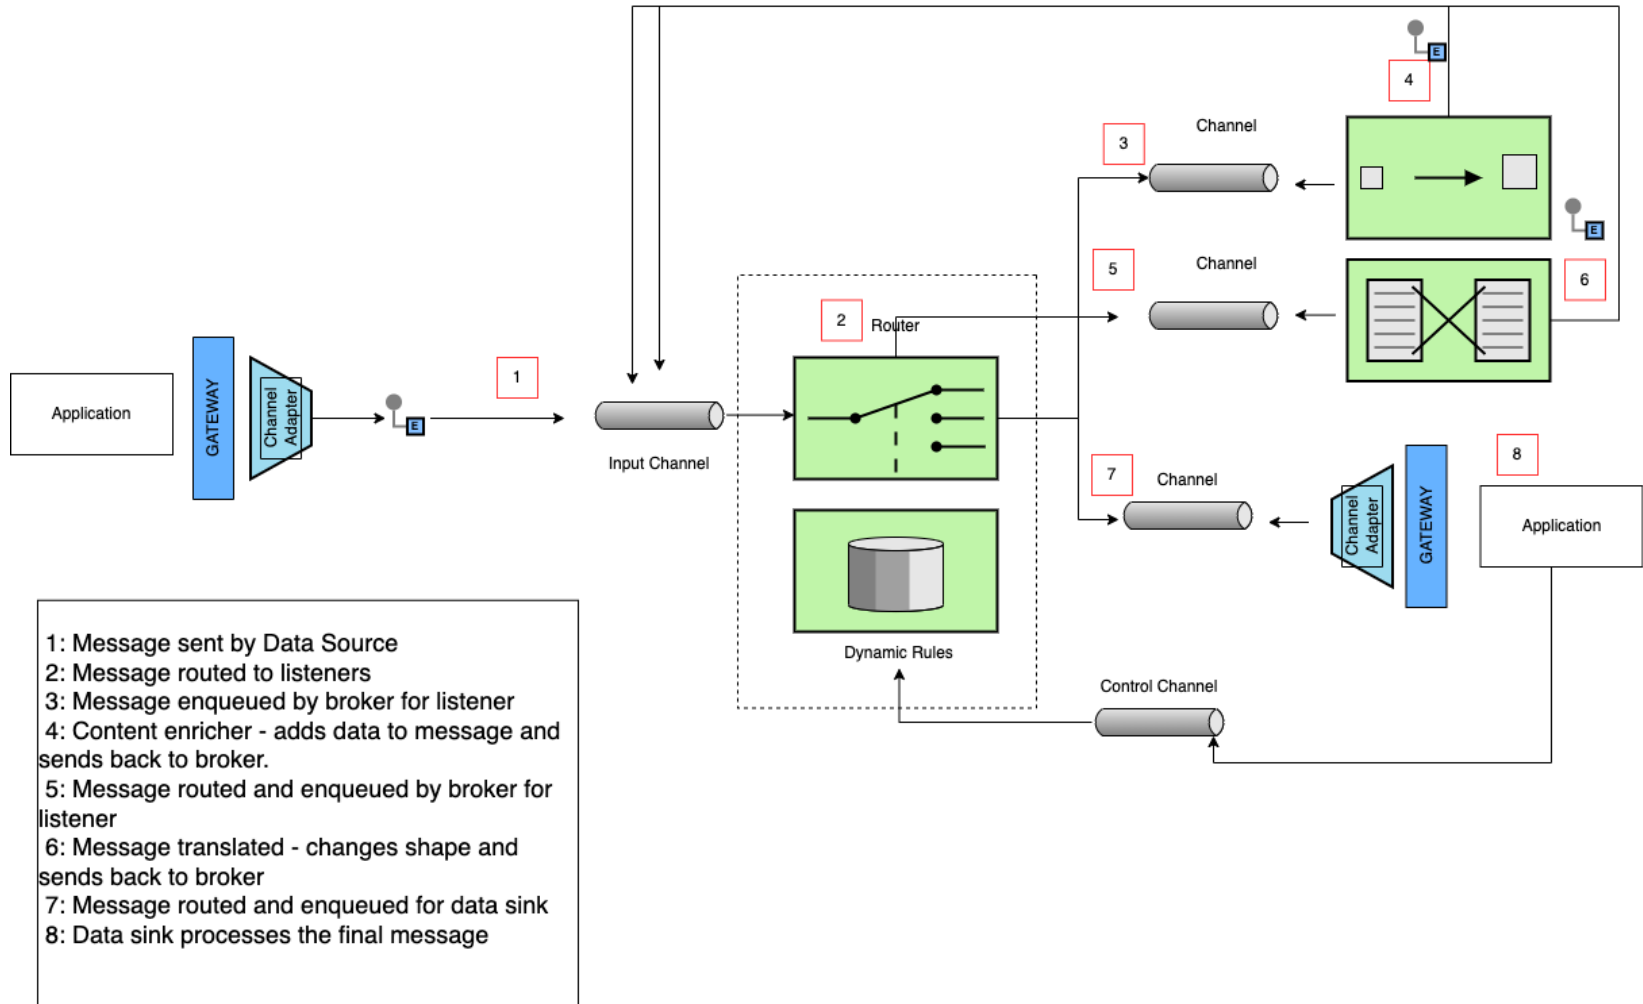 E
4
Channel
3
E
Channel
5
6
2
Router
1
Application
GATEWAY
Channel
Adapter
E
Input Channel
7
Channel
8
Channel
Adapter
GATEWAY
Application
Dynamic Rules
Control Channel
1: Message sent by Data Source
2: Message routed to listeners
3: Message enqueued by broker for listener
4: Content enricher - adds data to message and
sends back to broker.
5: Message routed and enqueued by broker for
listener
6: Message translated - changes shape and
sends back to broker
7: Message routed and enqueued for data sink
8: Data sink processes the final message